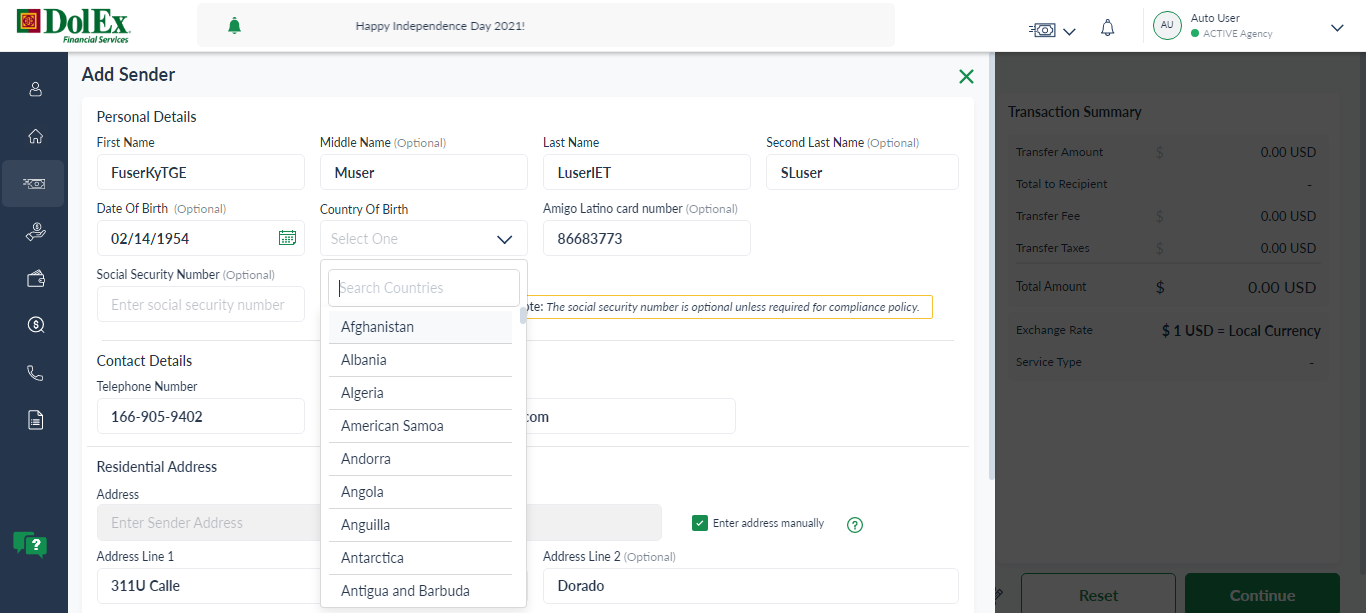 DolEx
Financial Services
Happy Independence Day 2021!
AU
Auto User
ACTIVE Agency
Add Sender
Personal Details
First Name
Middle Name (Optional)
Last Name
Second Last Name (Optional)
FuserKyTGE
Muser
LuserIET
SLuser
Date Of Birth (Optional)
Country Of Birth
Amigo Latino card number (Optional)
02/14/1954
Select One
86683773
Social Security Number (Optional)
Enter social security number
Search Countries
The social security number is optional unless required for compliance policy.
Afghanistan
Albania
Algeria
American Samoa
Andorra
Angola
Anguilla
Antarctica
Antigua and Barbuda
Contact Details
Telephone Number
166-905-9402
.com
Residential Address
Address
Enter Sender Address
Enter address manually
?
Address Line 1
Address Line 2 (Optional)
311U Calle
Dorado
Transaction Summary
Transfer Amount $ 0.00 USD
Total to Recipient -
Transfer Fee $ 0.00 USD
Transfer Taxes $ 0.00 USD
Total Amount $ 0.00 USD
Exchange Rate $ 1 USD = Local Currency
Service Type -
Reset
Continue